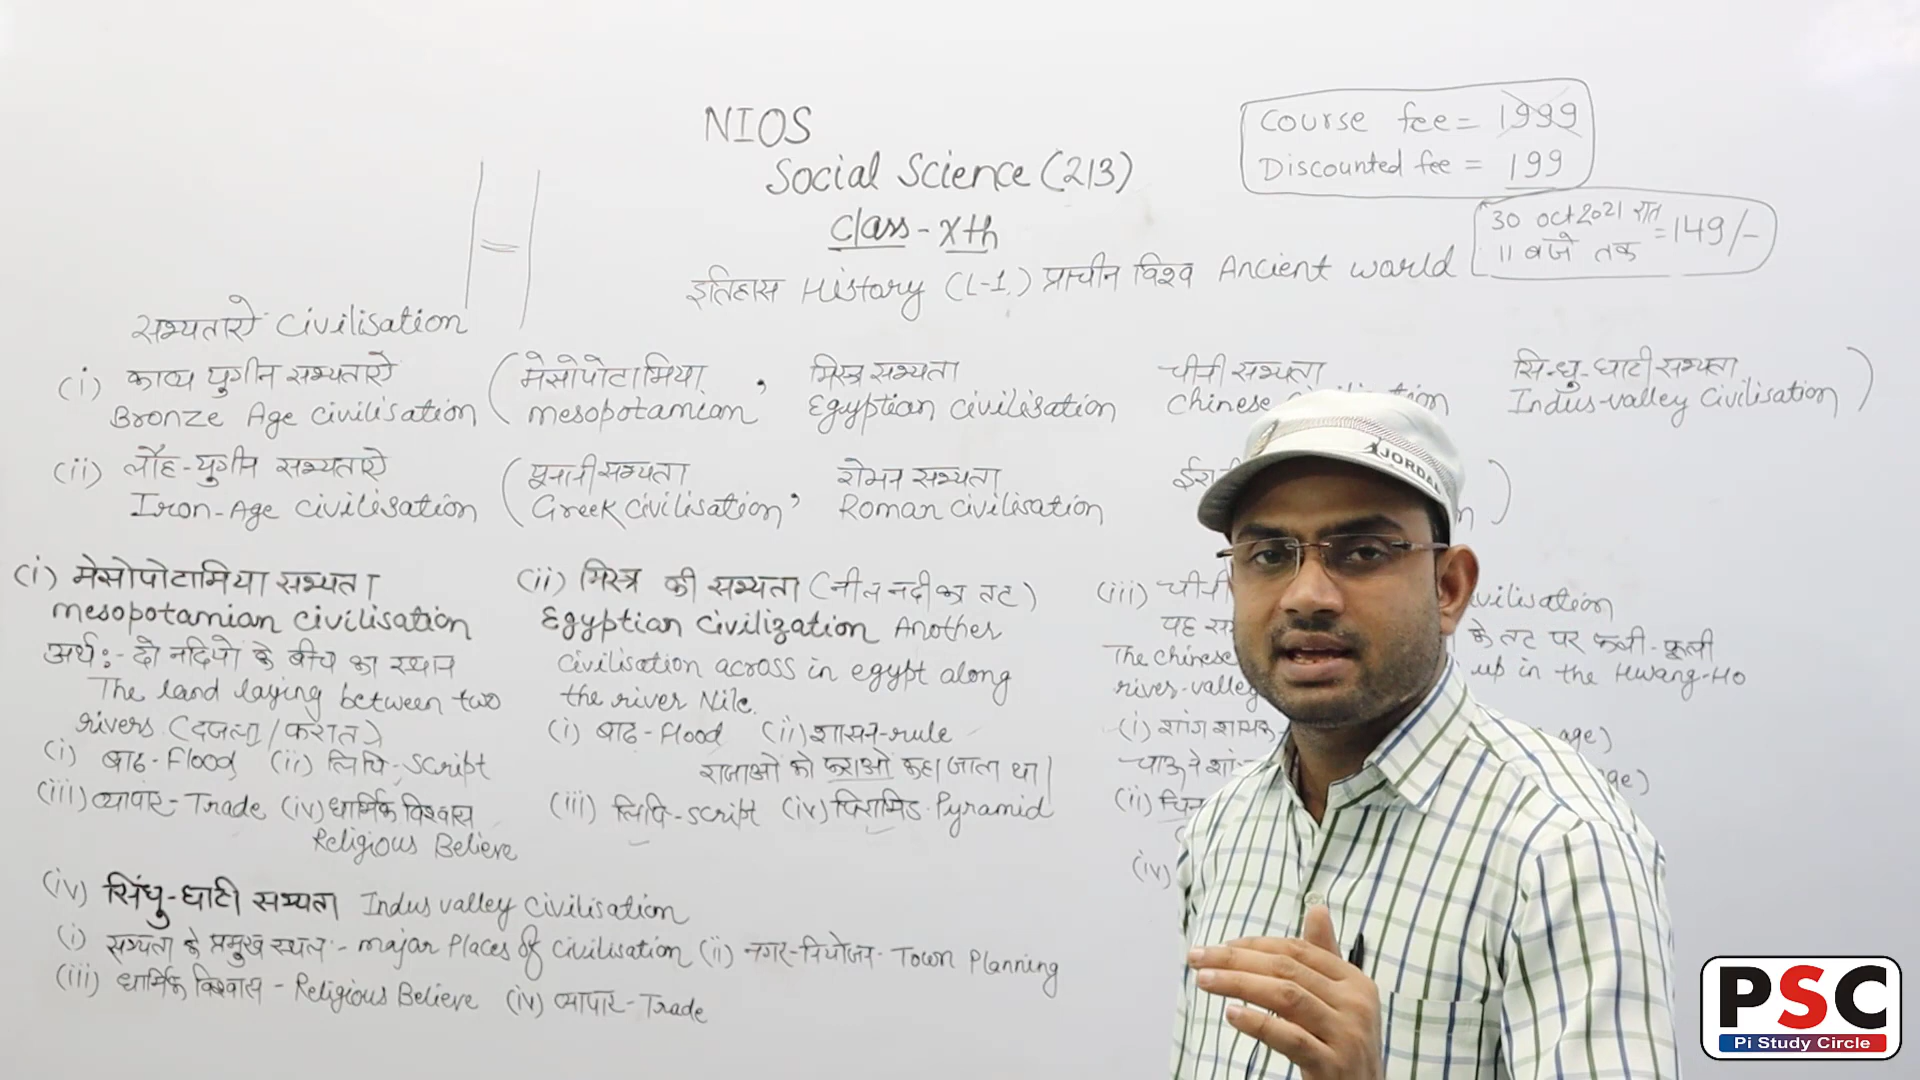 NIOS
Social Science (213)
Class - Xth
Course fee = 1999
Discounted fee = 199
30 Oct 2021 रात
11 बजे तक = 149/-
इतिहास History (L-1.) प्राचीन विश्व Ancient world
सभ्यताऐं Civilisation
(i) काव्य युगीन सभ्यताऐं (मेसोपोटामिया, मिस्त्र सभ्यता चीनी सभ्यता सिन्धु-घाटी सभ्यता)
Bronze Age Civilisation mesopotamian Egyptian Civilisation Chinese Indus-valley Civilisation
(ii) लौह-युगीन सभ्यताऐं (यूनानी सभ्यता, रोमन सभ्यता
Iron-Age Civilisation Greek Civilisation Roman Civilisation
(i) मेसोपोटामिया सभ्यता
mesopotamian Civilisation
अर्थ:- दो नदियों के बीच का स्थान
The land laying between two
rivers (दजला/फरात)
(i) बाढ-Flood (ii) लिपि-Script
(iii) व्यापार-Trade (iv) धार्मिक विश्वास
Religious Believe
(ii) मिस्त्र की सभ्यता (नील नदी का तट)
Egyptian Civilization Another
civilisation across in egypt along
the river Nile.
(i) बाढ-Flood (ii) शासन-rule
राजाओं को फराओं कहा जाता था।
(iii) लिपि-Script (iv) पिरामिड-Pyramid
(iii) चीनी
के तट पर फली-फूली
The Chinese up in the Hwang-Ho
river-valley
(i) शांग शासक- age)
(ii)
(iv)
(iv) सिंधु-घाटी सभ्यता Indus valley Civilisation
(i) सभ्यता के प्रमुख स्थल:- major Places of Civilisation (ii) नगर-नियोजन- Town Planning
(iii) धार्मिक विश्वास - Religious Believe (iv) व्यापार-Trade
JORDAN
PSC
Pi Study Circle